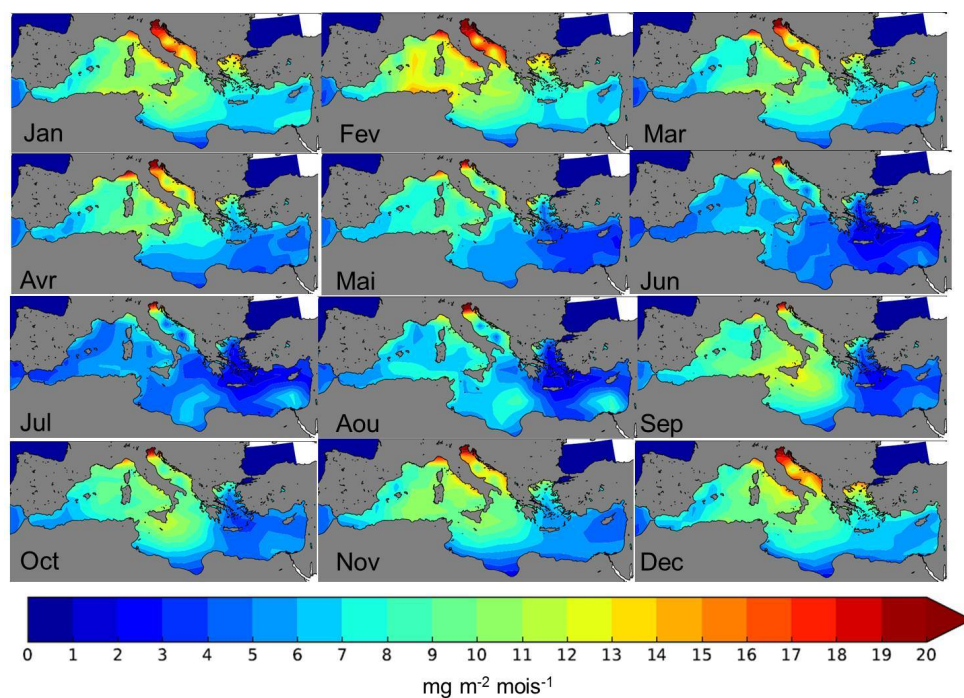 Jan Fev Mar
Avr Mai Jun
Jul Aou Sep
Oct Nov Dec
0 1 2 3 4 5 6 7 8 9 10 11 12 13 14 15 16 17 18 19 20
mg m⁻² mois⁻¹